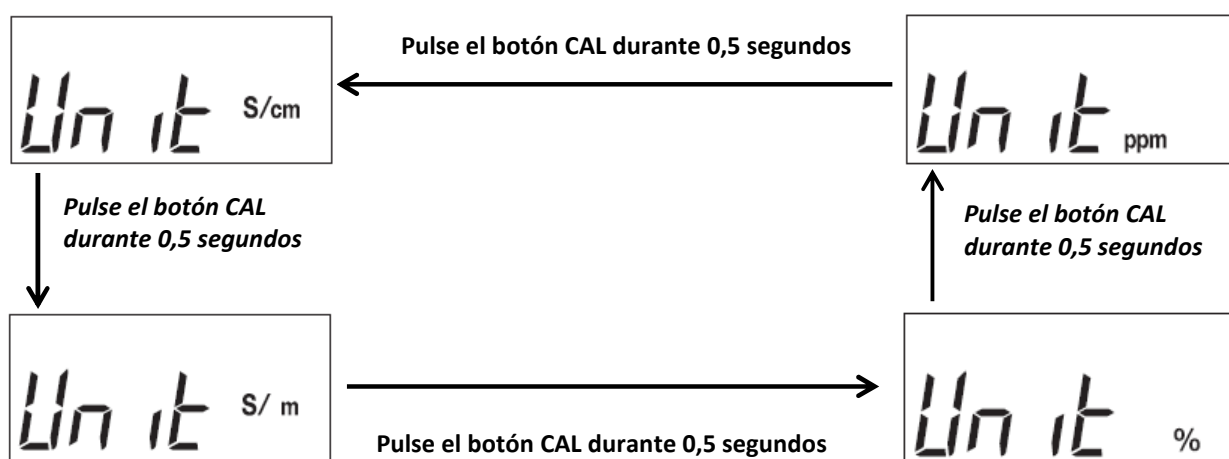 Pulse el botón CAL durante 0,5 segundos
Unit S/cm
Unit ppm
Pulse el botón CAL
durante 0,5 segundos
Pulse el botón CAL
durante 0,5 segundos
Unit S/ m
Unit %
Pulse el botón CAL durante 0,5 segundos